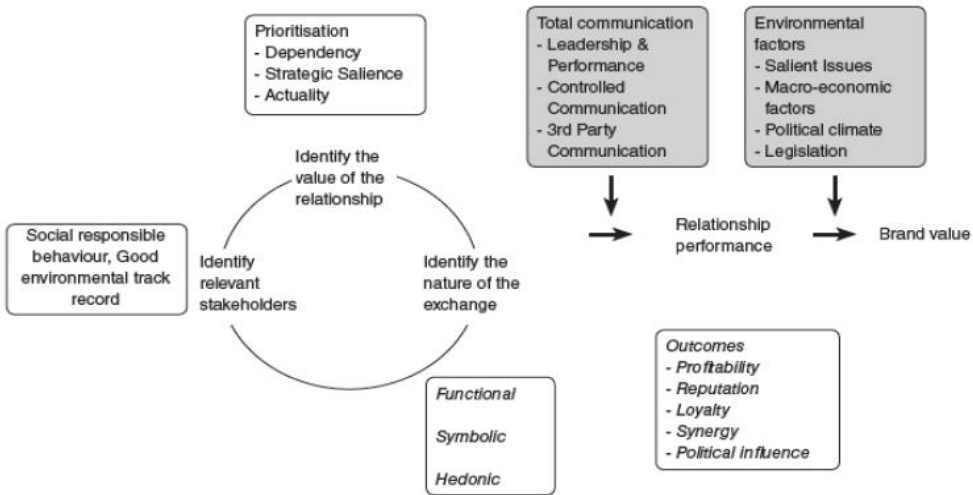 Prioritisation
- Dependency
- Strategic Salience
- Actuality
Total communication
- Leadership &
Performance
- Controlled
Communication
- 3rd Party
Communication
Environmental
factors
- Salient Issues
- Macro-economic
factors
- Political climate
- Legislation
Identify the
value of the
relationship
Social responsible
behaviour, Good
environmental track
record
Identify
relevant
stakeholders
Identify the
nature of the
exchange
Relationship
performance
Brand value
Functional
Symbolic
Hedonic
Outcomes
- Profitability
- Reputation
- Loyalty
- Synergy
- Political influence